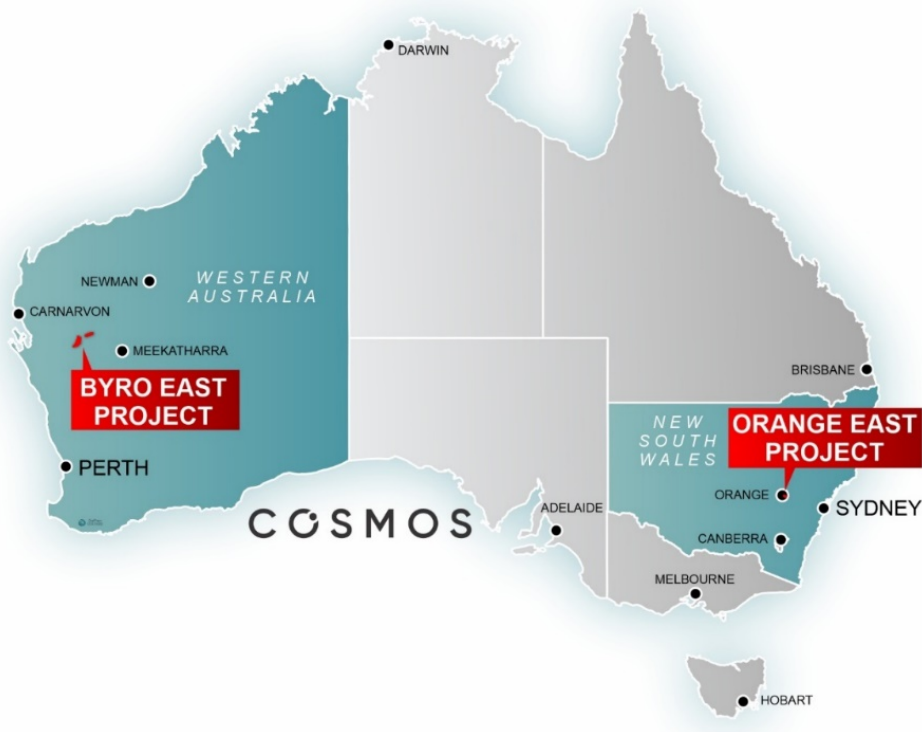 DARWIN
NEWMAN
WESTERN
AUSTRALIA
CARNARVON
MEEKATHARRA
BYRO EAST
PROJECT
PERTH
COSMOS
BRISBANE
NEW
SOUTH
WALES
ORANGE EAST
PROJECT
ORANGE
SYDNEY
ADELAIDE
CANBERRA
MELBOURNE
HOBART